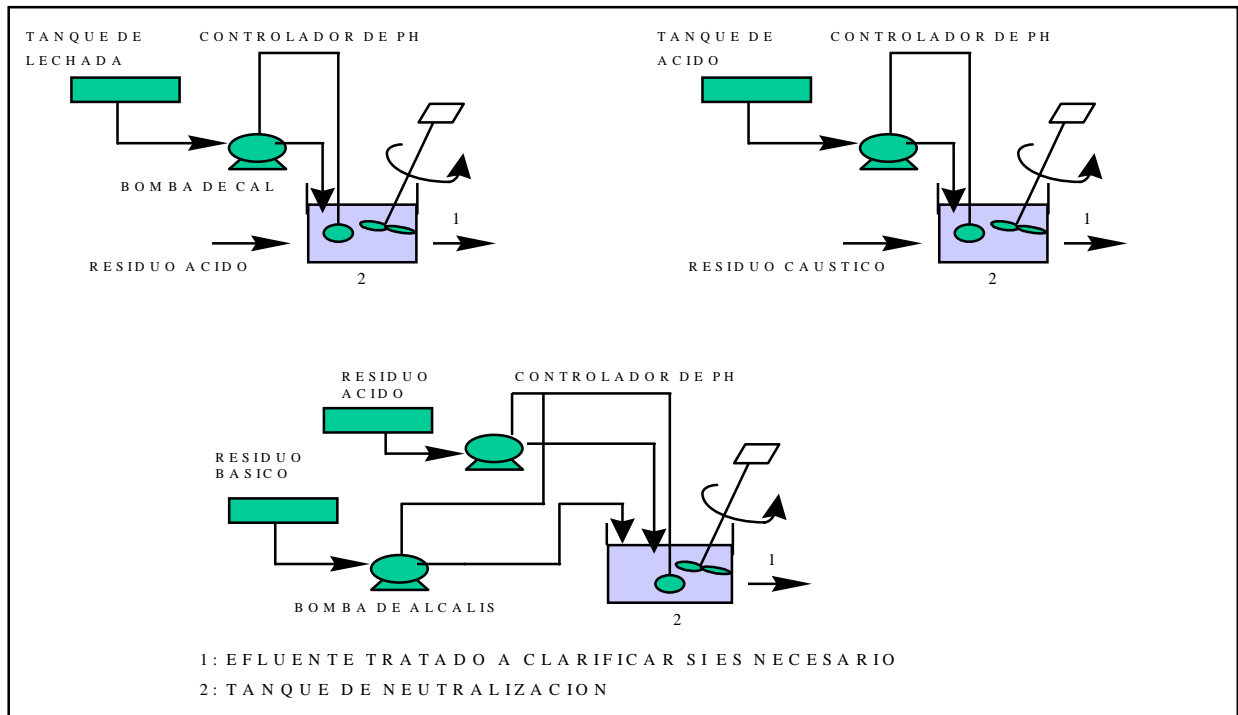 TANQUE DE
LECHADA
CONTROLADOR DE PH
BOMBA DE CAL
1
RESIDUO ACIDO
2
TANQUE DE
ACIDO
CONTROLADOR DE PH
1
RESIDUO CAUSTICO
2
RESIDUO
ACIDO
CONTROLADOR DE PH
RESIDUO
BASICO
1
BOMBA DE ALCALIS
2
1: EFLUENTE TRATADO A CLARIFICAR SI ES NECESARIO
2: TANQUE DE NEUTRALIZACION